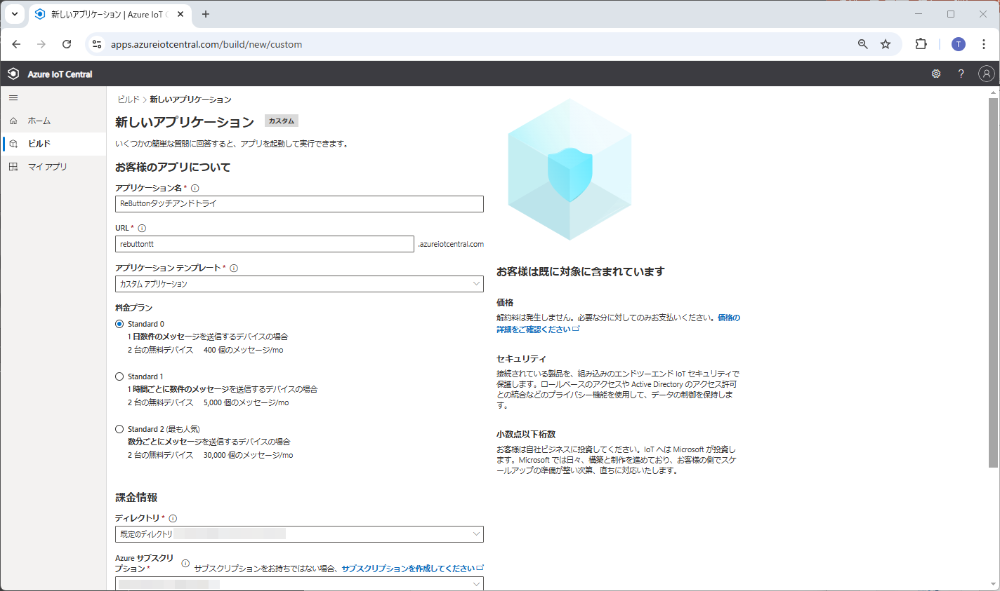 新しいアプリケーション | Azure IoT C
apps.azureiotcentral.com/build/new/custom
T
Azure IoT Central
?
ホーム
ビルド
マイ アプリ
ビルド > 新しいアプリケーション
新しいアプリケーション カスタム
いくつかの簡単な質問に回答すると、アプリを起動して実行できます。
お客様のアプリについて
アプリケーション名 *
ReButtonタッチアンドトライ
URL *
rebuttontt .azureiotcentral.com
アプリケーション テンプレート *
カスタム アプリケーション
料金プラン
Standard 0
1 日数件のメッセージを送信するデバイスの場合
2 台の無料デバイス 400 個のメッセージ/mo
Standard 1
1 時間ごとに数件のメッセージを送信するデバイスの場合
2 台の無料デバイス 5,000 個のメッセージ/mo
Standard 2 (最も人気)
数分ごとにメッセージを送信するデバイスの場合
2 台の無料デバイス 30,000 個のメッセージ/mo
課金情報
ディレクトリ *
既定のディレクトリ
Azure サブスクリ
プション *
サブスクリプションをお持ちではない場合、サブスクリプションを作成してください
お客様は既に対象に含まれています
価格
解約料は発生しません。必要な分に対してのみお支払いください。価格の
詳細をご確認ください
セキュリティ
接続されている製品を、組み込みのエンドツーエンド IoT セキュリティで
保護します。ロールベースのアクセスや Active Directory のアクセス許可
との統合などのプライバシー機能を使用して、データの制御を保持しま
す。
小数点以下桁数
お客様は自社ビジネスに投資してください。IoT へは Microsoft が投資し
ます。Microsoft では日々、構築と制作を進めており、お客様の側でスケ
ールアップの準備が整い次第、直ちに対応いたします。